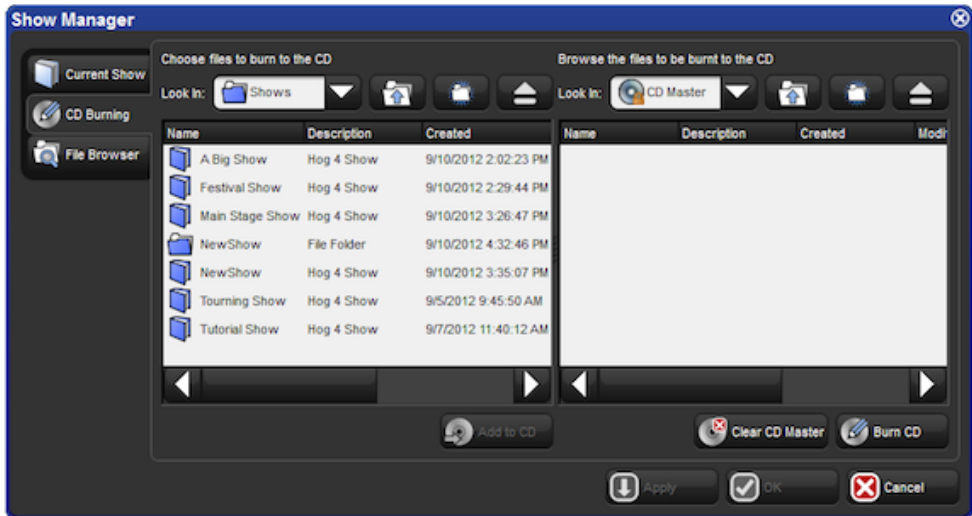 Show Manager
Current Show
CD Burning
File Browser
Choose files to burn to the CD
Look In: Shows
Name Description Created
A Big Show Hog 4 Show 9/10/2012 2:02:23 PM
Festival Show Hog 4 Show 9/10/2012 2:29:44 PM
Main Stage Show Hog 4 Show 9/10/2012 3:26:47 PM
NewShow File Folder 9/10/2012 4:32:46 PM
NewShow Hog 4 Show 9/10/2012 3:35:07 PM
Tourning Show Hog 4 Show 9/5/2012 9:45:50 AM
Tutorial Show Hog 4 Show 9/7/2012 11:40:12 AM
Add to CD
Browse the files to be burnt to the CD
Look In: CD Master
Name Description Created Modi
Clear CD Master Burn CD
Apply OK Cancel